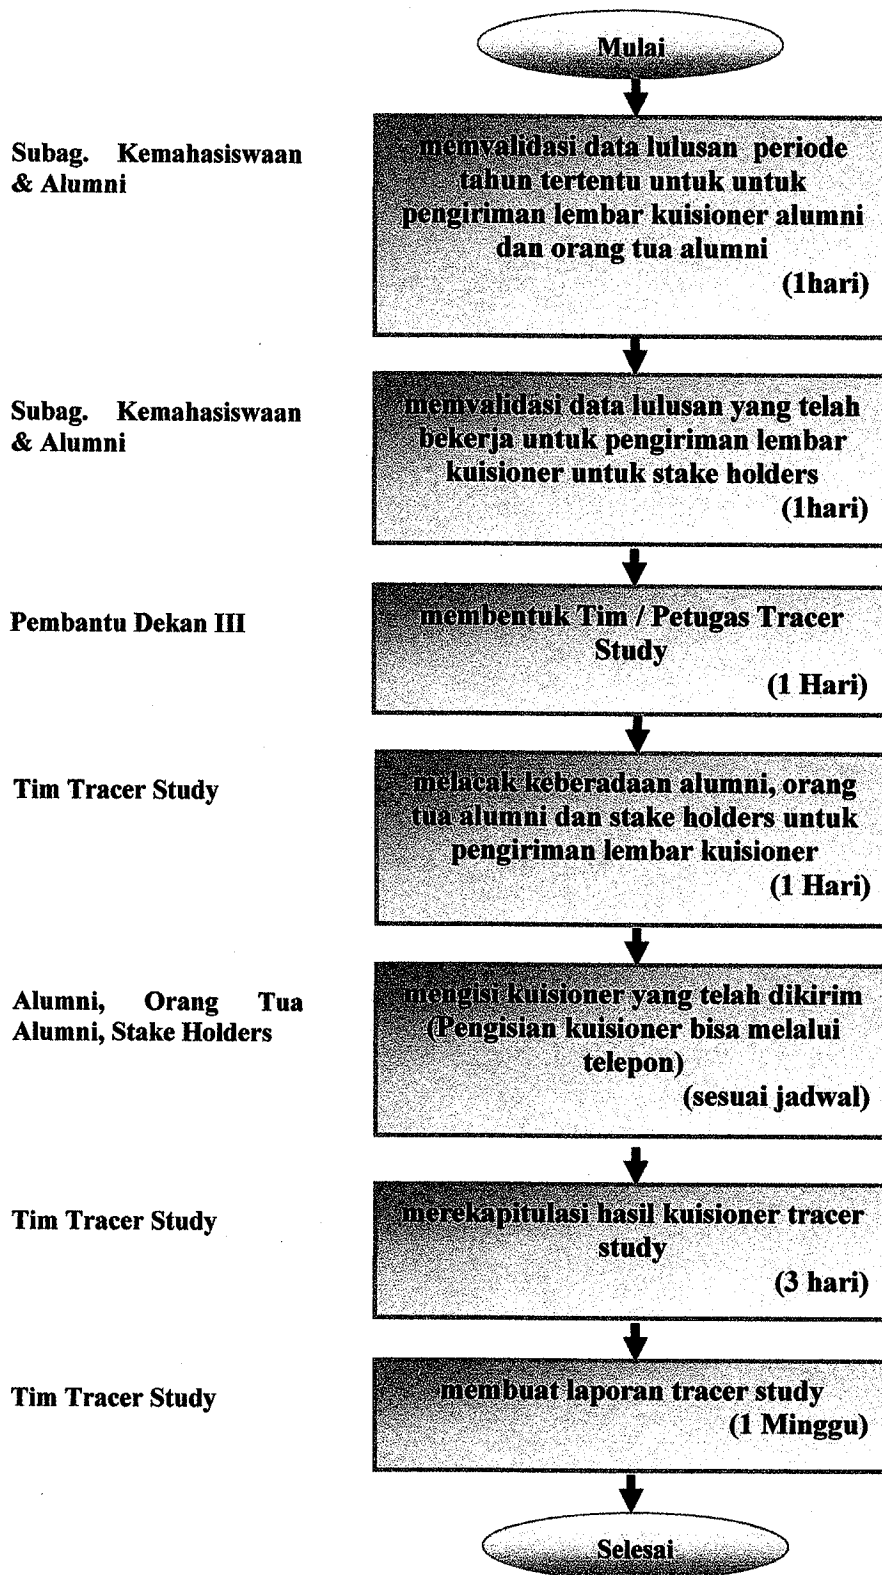 Mulai
Subag. Kemahasiswaan
& Alumni
memvalidasi data lulusan periode
tahun tertentu untuk untuk
pengiriman lembar kuisioner alumni
dan orang tua alumni
(1hari)
Subag. Kemahasiswaan
& Alumni
memvalidasi data lulusan yang telah
bekerja untuk pengiriman lembar
kuisioner untuk stake holders
(1hari)
Pembantu Dekan III
membentuk Tim / Petugas Tracer
Study
(1 Hari)
Tim Tracer Study
melacak keberadaan alumni, orang
tua alumni dan stake holders untuk
pengiriman lembar kuisioner
(1 Hari)
Alumni, Orang Tua
Alumni, Stake Holders
mengisi kuisioner yang telah dikirim
(Pengisian kuisioner bisa melalui
telepon)
(sesuai jadwal)
Tim Tracer Study
merekapitulasi hasil kuisioner tracer
study
(3 hari)
Tim Tracer Study
membuat laporan tracer study
(1 Minggu)
Selesai